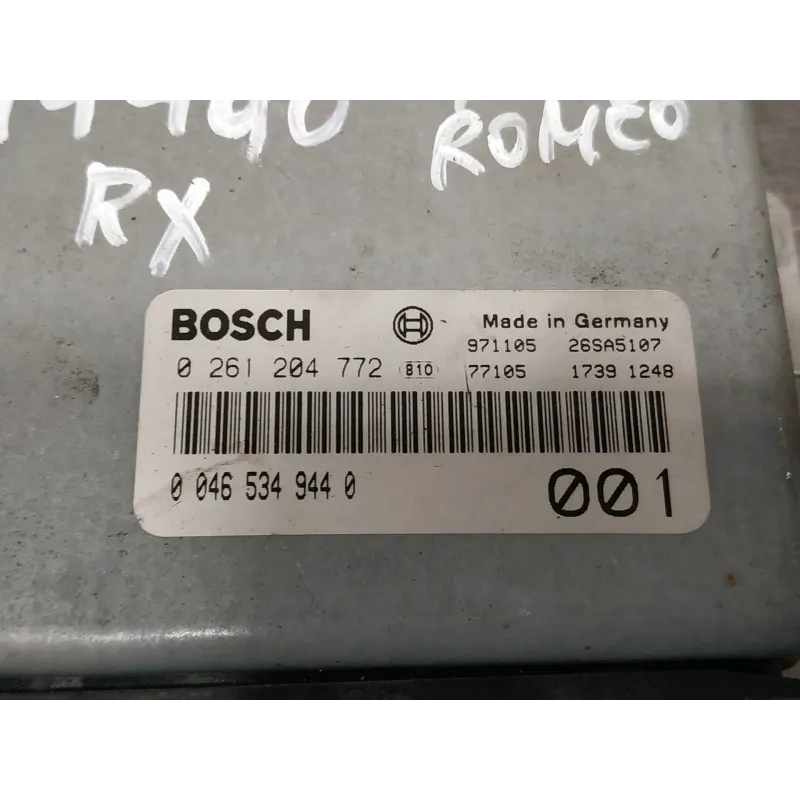 ROMEO
RX
BOSCH Made in Germany
971105 26SA5107
0 261 204 772 810 77105 1739 1248
0 046 534 944 0 001